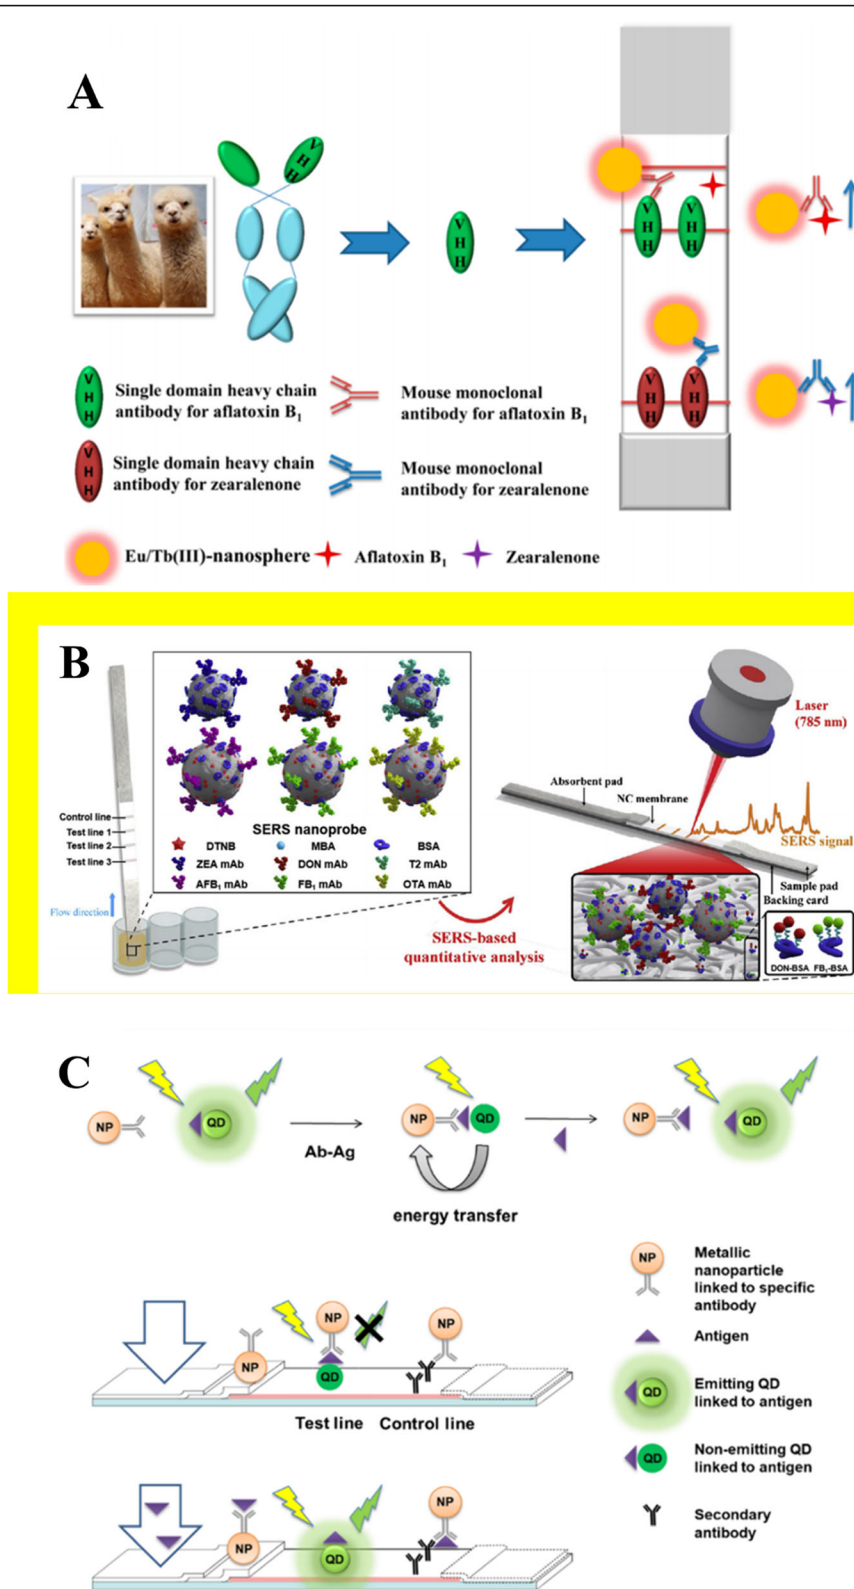 A
V
H
H
V
H
H
V
H
H
V
H
H
V
H
H
Single domain heavy chain
antibody for aflatoxin B1
Mouse monoclonal
antibody for aflatoxin B1
V
H
H
V
H
H
V
H
H
Single domain heavy chain
antibody for zearalenone
Mouse monoclonal
antibody for zearalenone
Eu/Tb(III)-nanosphere
Aflatoxin B1
Zearalenone
B
Control line
Test line 1
Test line 2
Test line 3
Flow direction
SERS nanoprobe
DTNB MBA BSA
ZEA mAb DON mAb T2 mAb
AFB1 mAb FB1 mAb OTA mAb
SERS-based
quantitative analysis
Laser
(785 nm)
Absorbent pad
NC membrane
SERS signal
Sample pad
Backing card
DON-BSA FB1-BSA
C
NP QD NP QD NP QD
Ab-Ag
energy transfer
NP
Metallic
nanoparticle
linked to specific
antibody
Antigen
QD
Emitting QD
linked to antigen
QD
Non-emitting QD
linked to antigen
Secondary
antibody
NP
NP
NP
QD
Test line Control line
NP
NP
QD